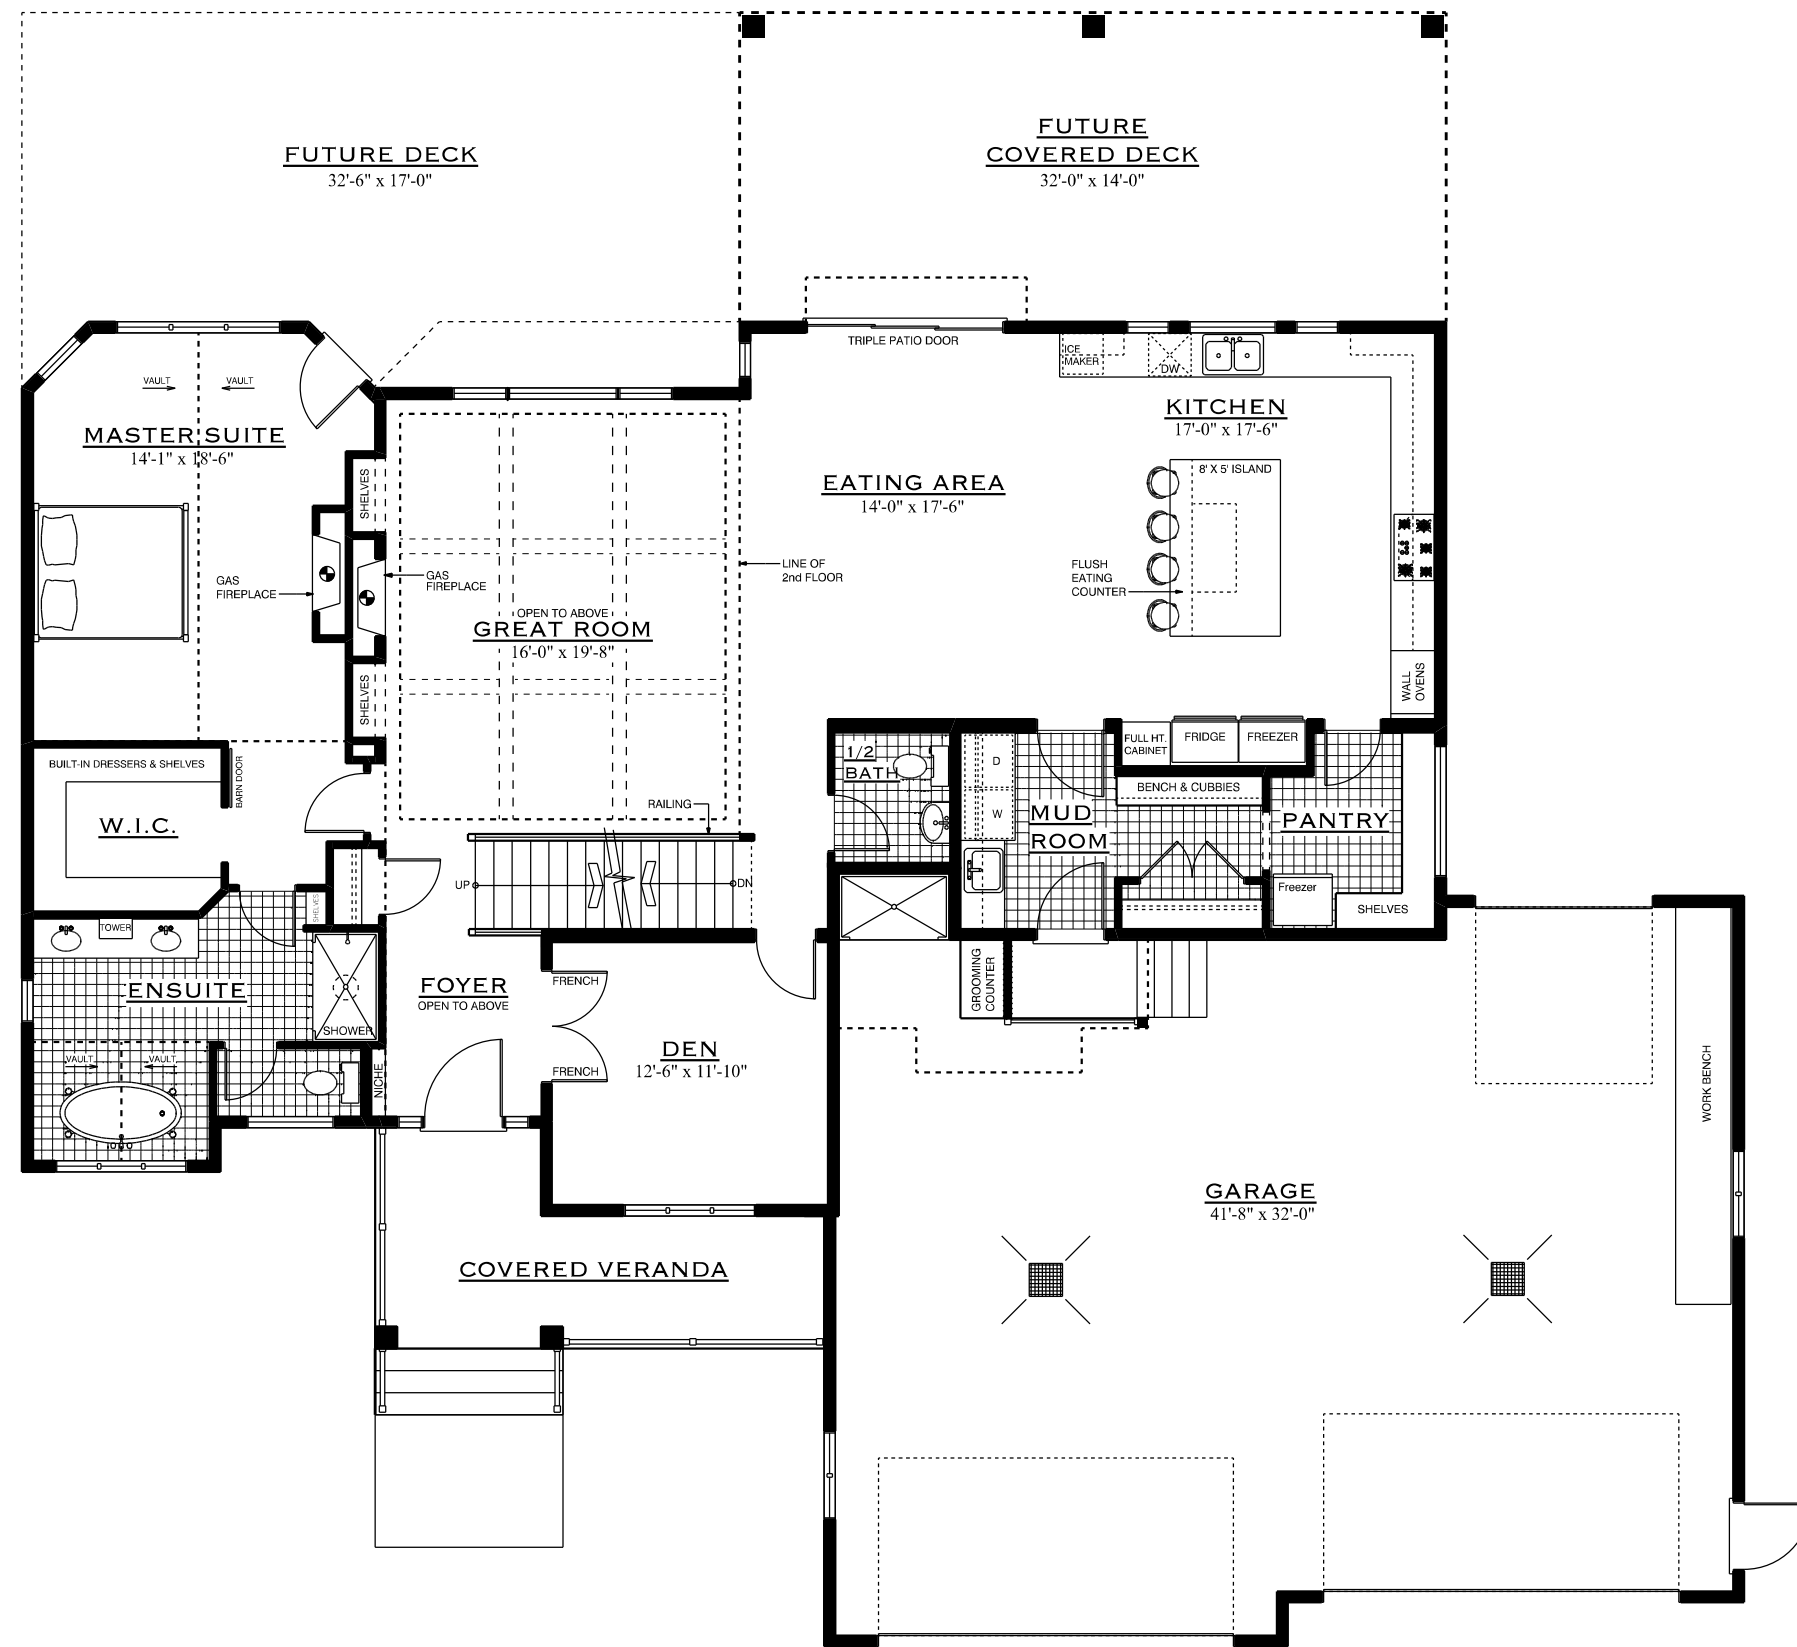 FUTURE DECK
32'-6" x 17'-0"
FUTURE
COVERED DECK
32'-0" x 14'-0"
TRIPLE PATIO DOOR
ICE
MAKER
DW
VAULT
VAULT
MASTER SUITE
14'-1" x 18'-6"
KITCHEN
17'-0" x 17'-6"
8' X 5' ISLAND
EATING AREA
14'-0" x 17'-6"
SHELVES
GAS
FIREPLACE
GAS
FIREPLACE
LINE OF
2nd FLOOR
FLUSH
EATING
COUNTER
OPEN TO ABOVE
GREAT ROOM
16'-0" x 19'-8"
SHELVES
WALL
OVENS
BUILT-IN DRESSERS & SHELVES
BARN DOOR
W.I.C.
RAILING
1/2
BATH
D
W
FULL HT.
CABINET
FRIDGE
FREEZER
BENCH & CUBBIES
MUD
ROOM
PANTRY
UP
DN
Freezer
SHELVES
SHELVES
TOWER
ENSUITE
SHOWER
FOYER
OPEN TO ABOVE
FRENCH
FRENCH
GROOMING
COUNTER
VAULT
VAULT
NICHE
DEN
12'-6" x 11'-10"
WORK BENCH
GARAGE
41'-8" x 32'-0"
COVERED VERANDA